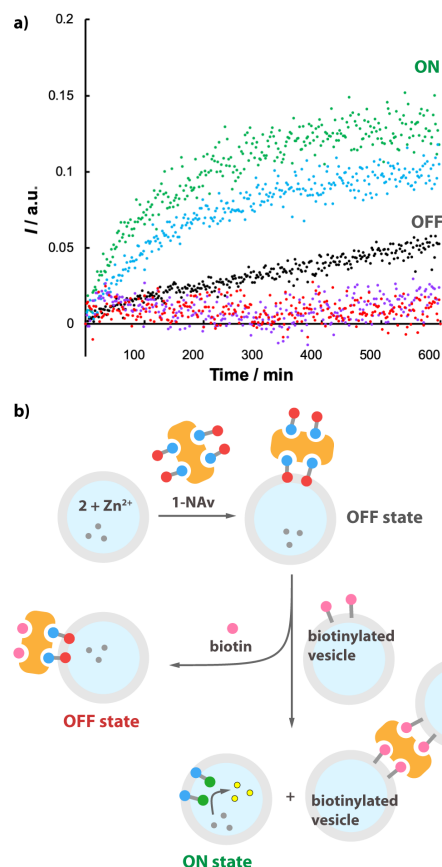 a)
0.2
0.15
0.1
0.05
0
I / a.u.
ON
OFF
100 200 300 400 500 600
Time / min
b)
2 + Zn²⁺
1-NAv
OFF state
biotin
biotinylated
vesicle
OFF state
biotinylated
vesicle
+
ON state